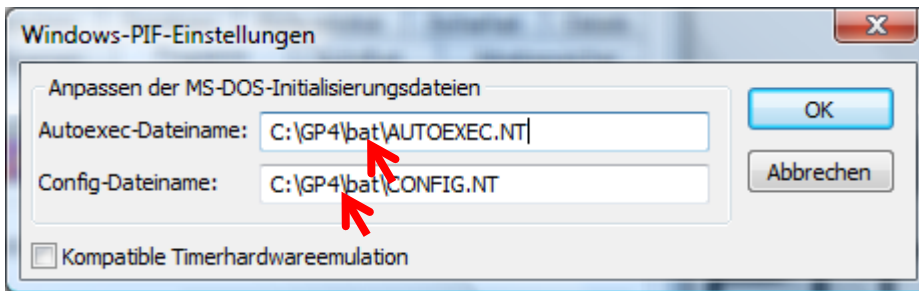 Windows-PIF-Einstellungen
Anpassen der MS-DOS-Initialisierungsdateien
Autoexec-Dateiname: C:\GP4\bat\AUTOEXEC.NT
Config-Dateiname: C:\GP4\bat\CONFIG.NT
Kompatible Timerhardwareemulation
OK
Abbrechen